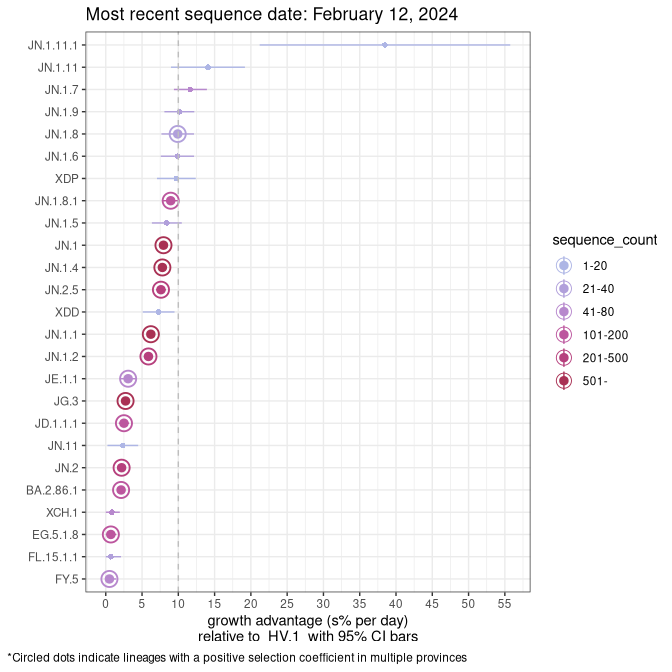 Most recent sequence date: February 12, 2024
JN.1.11.1
JN.1.11
JN.1.7
JN.1.9
JN.1.8
JN.1.6
XDP
JN.1.8.1
JN.1.5
JN.1
JN.1.4
JN.2.5
XDD
JN.1.1
JN.1.2
JE.1.1
JG.3
JD.1.1.1
JN.11
JN.2
BA.2.86.1
XCH.1
EG.5.1.8
FL.15.1.1
FY.5
0 5 10 15 20 25 30 35 40 45 50 55
growth advantage (s% per day)
relative to HV.1 with 95% CI bars
sequence_count
1-20
21-40
41-80
101-200
201-500
501-
*Circled dots indicate lineages with a positive selection coefficient in multiple provinces